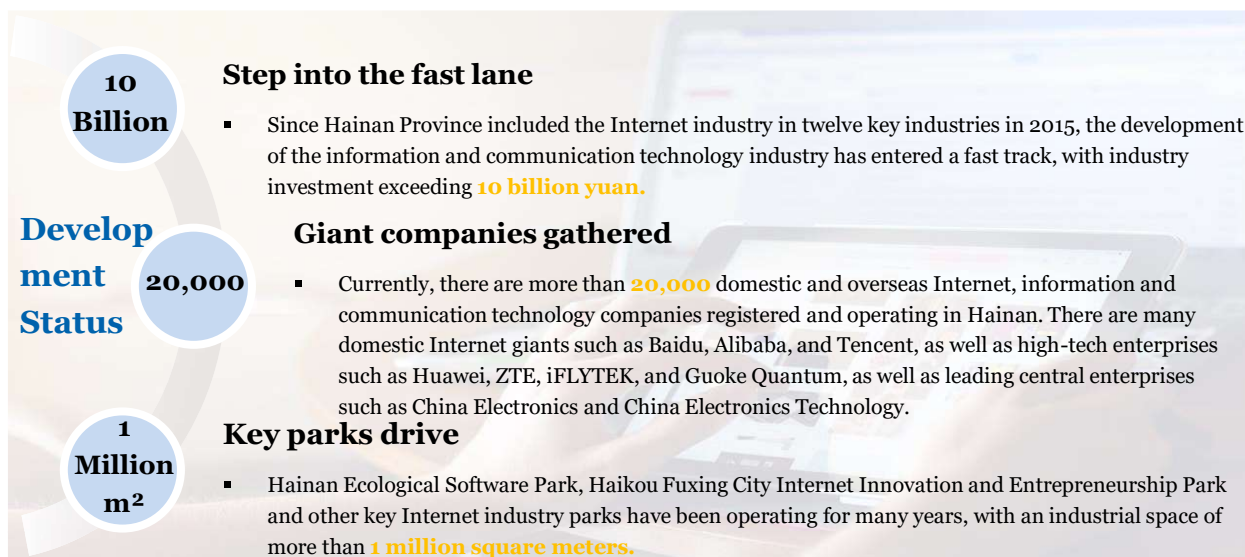 10
Billion
Step into the fast lane
▪ Since Hainan Province included the Internet industry in twelve key industries in 2015, the development
of the information and communication technology industry has entered a fast track, with industry
investment exceeding 10 billion yuan.
Develop
ment
Status
20,000
Giant companies gathered
▪ Currently, there are more than 20,000 domestic and overseas Internet, information and
communication technology companies registered and operating in Hainan. There are many
domestic Internet giants such as Baidu, Alibaba, and Tencent, as well as high-tech enterprises
such as Huawei, ZTE, iFLYTEK, and Guoke Quantum, as well as leading central enterprises
such as China Electronics and China Electronics Technology.
1
Million
m²
Key parks drive
▪ Hainan Ecological Software Park, Haikou Fuxing City Internet Innovation and Entrepreneurship Park
and other key Internet industry parks have been operating for many years, with an industrial space of
more than 1 million square meters.